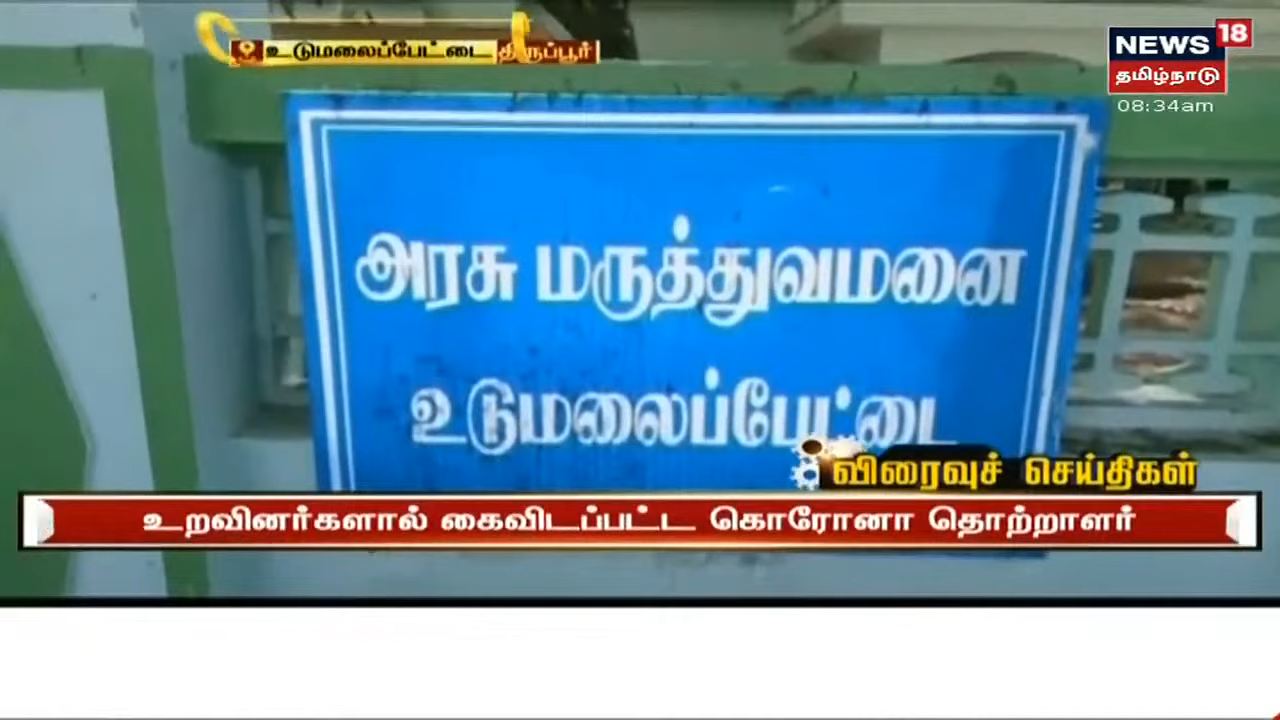 உடுமலைப்பேட்டை திருப்பூர்
NEWS 18
தமிழ்நாடு
08:34am
அரசு மருத்துவமனை
உடுமலைப்பேட்டை
விரைவுச் செய்திகள்
உறவினர்களால் கைவிடப்பட்ட கொரோனா தொற்றாளர்